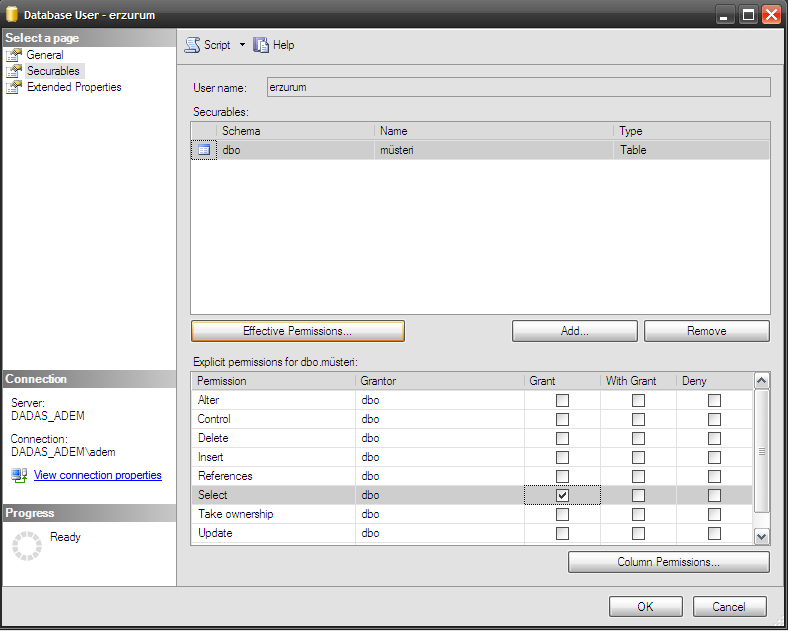 Database User - erzurum
Select a page
General
Securables
Extended Properties
Script
Help
User name: erzurum
Securables:
Schema Name Type
dbo müsteri Table
Effective Permissions... Add... Remove
Explicit permissions for dbo.müsteri:
Permission Grantor Grant With Grant Deny
Alter dbo
Control dbo
Delete dbo
Insert dbo
References dbo
Select dbo
Take ownership dbo
Update dbo
Column Permissions...
Connection
Server:
DADAS_ADEM
Connection:
DADAS_ADEM\adem
View connection properties
Progress
Ready
OK Cancel